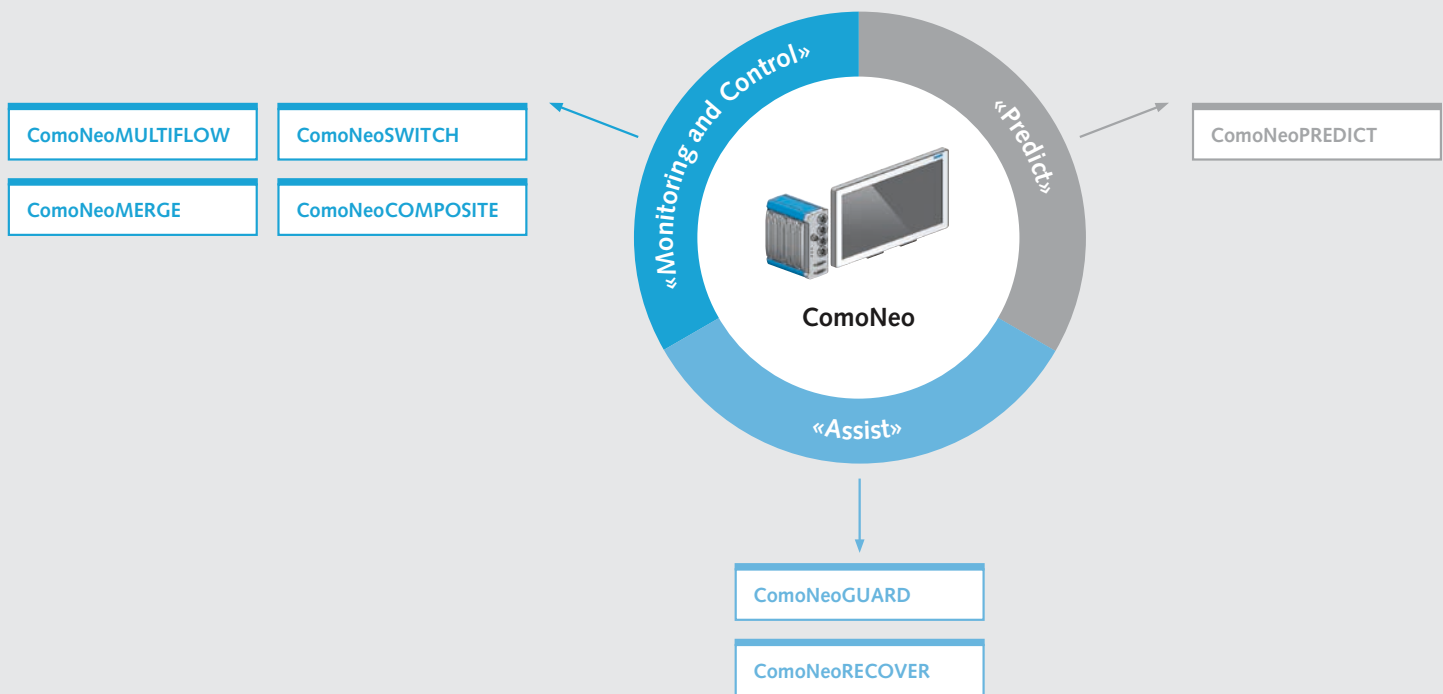 «Monitoring and Control»
«Predict»
ComoNeoMULTIFLOW
ComoNeoSWITCH
ComoNeoPREDICT
ComoNeoMERGE
ComoNeoCOMPOSITE
ComoNeo
«Assist»
ComoNeoGUARD
ComoNeoRECOVER